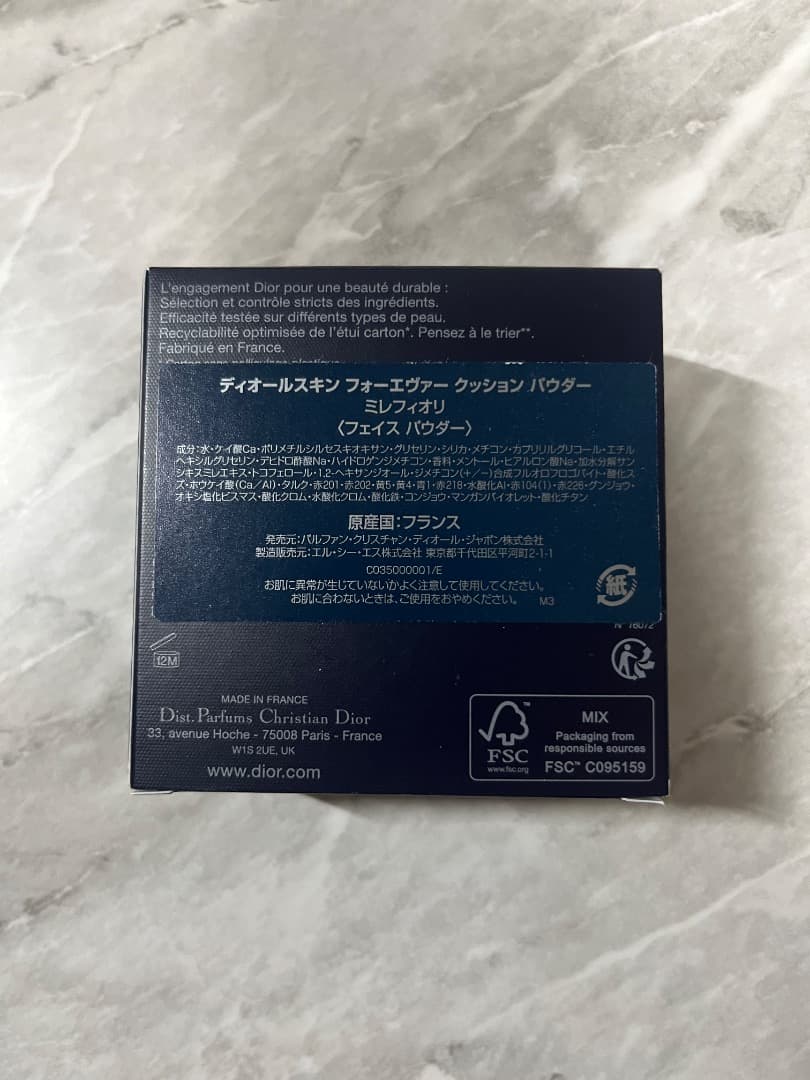 L'engagement Dior pour une beauté durable :
Sélection et contrôle stricts des ingrédients.
Efficacité testée sur différents types de peau.
Recyclabilité optimisée de l'étui carton*. Pensez à le trier**.
Fabriqué en France.
ディオールスキン フォーエヴァー クッション パウダー
ミレフィオリ
〈フェイス パウダー〉
成分:水・ケイ酸Ca・ポリメチルシルセスキオキサン・グリセリン・シリカ・メチコン・カプリリルグリコール・エチル
ヘキシルグリセリン・デヒドロ酢酸Na・ハイドロゲンジメチコン・香料・メントール・ヒアルロン酸Na・加水分解サン
シキスミレエキス・トコフェロール・1,2-ヘキサンジオール・ジメチコン(+/-)合成フルオロフロゴパイト・酸化ス
ズ・ホウケイ酸(Ca/Al)・タルク・赤201・赤202・黄5・黄4・青1・赤218・水酸化Al・赤104(1)・赤226・グンジョウ・
オキシ塩化ビスマス・酸化クロム・水酸化クロム・酸化鉄・コンジョウ・マンガンバイオレット・酸化チタン
原産国:フランス
発売元:パルファン・クリスチャン・ディオール・ジャポン株式会社
製造販売元:エル・シー・エス株式会社 東京都千代田区平河町2-1-1
C035000001/E
お肌に異常が生じていないかよく注意して使用してください。
お肌に合わないときは、ご使用をおやめください。 M3
紙
12M
MADE IN FRANCE
Dist. Parfums Christian Dior
33, avenue Hoche - 75008 Paris - France
W1S 2UE, UK
www.dior.com
FSC
www.fsc.org
MIX
Packaging from
responsible sources
FSC™ C095159